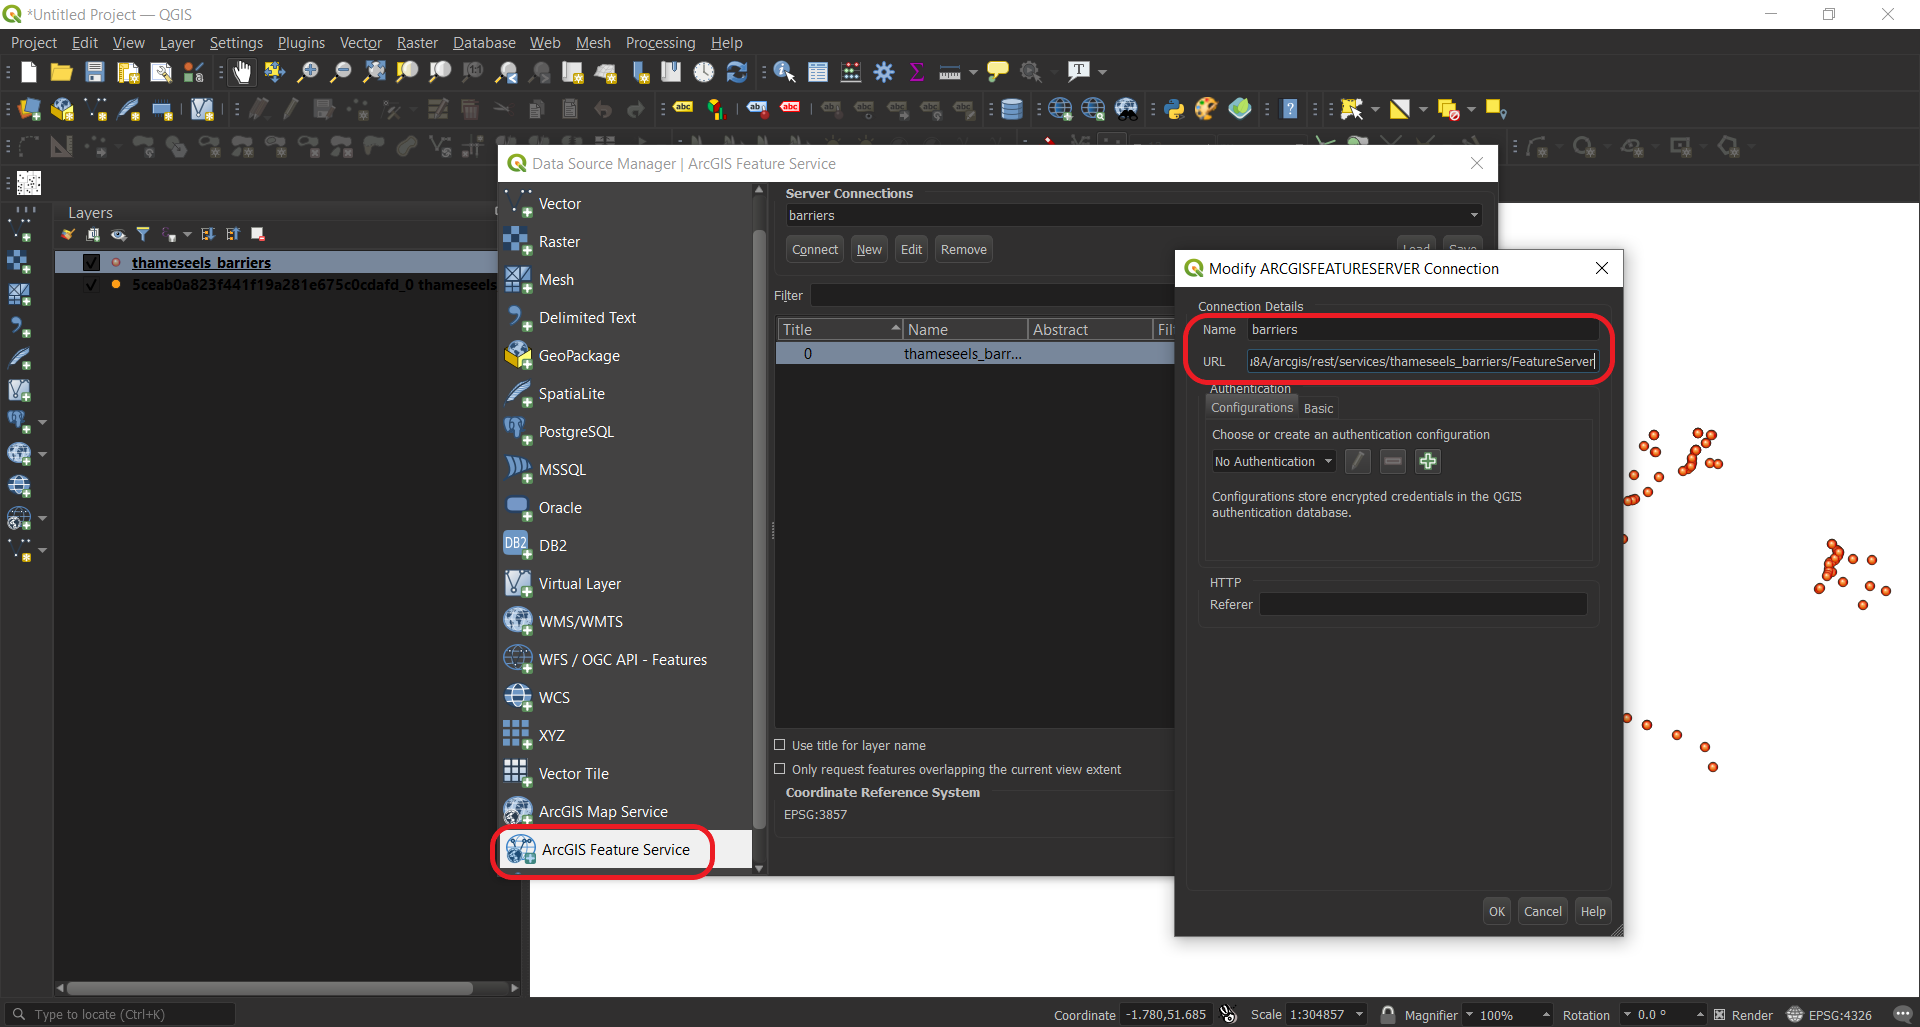 *Untitled Project — QGIS
Project Edit View Layer Settings Plugins Vector Raster Database Web Mesh Processing Help
Layers
thameseels_barriers
5ceab0a823f441f19a281e675c0cdafd_0 thameseels
Data Source Manager | ArcGIS Feature Service
Vector
Raster
Mesh
Delimited Text
GeoPackage
SpatiaLite
PostgreSQL
MSSQL
Oracle
DB2
DB2
Virtual Layer
WMS/WMTS
WFS / OGC API - Features
WCS
XYZ
Vector Tile
ArcGIS Map Service
ArcGIS Feature Service
Server Connections
barriers
Connect New Edit Remove Load Save
Filter
Title Name Abstract Filt
0 thameseels_barr...
Use title for layer name
Only request features overlapping the current view extent
Coordinate Reference System
EPSG:3857
Modify ARCGISFEATURESERVER Connection
Connection Details
Name barriers
URL 8A/arcgis/rest/services/thameseels_barriers/FeatureServer
Authentication
Configurations Basic
Choose or create an authentication configuration
No Authentication
Configurations store encrypted credentials in the QGIS
authentication database.
HTTP
Referer
OK Cancel Help
Type to locate (Ctrl+K)
Coordinate -1.780,51.685 Scale 1:304857 Magnifier 100% Rotation 0.0 ° Render EPSG:4326